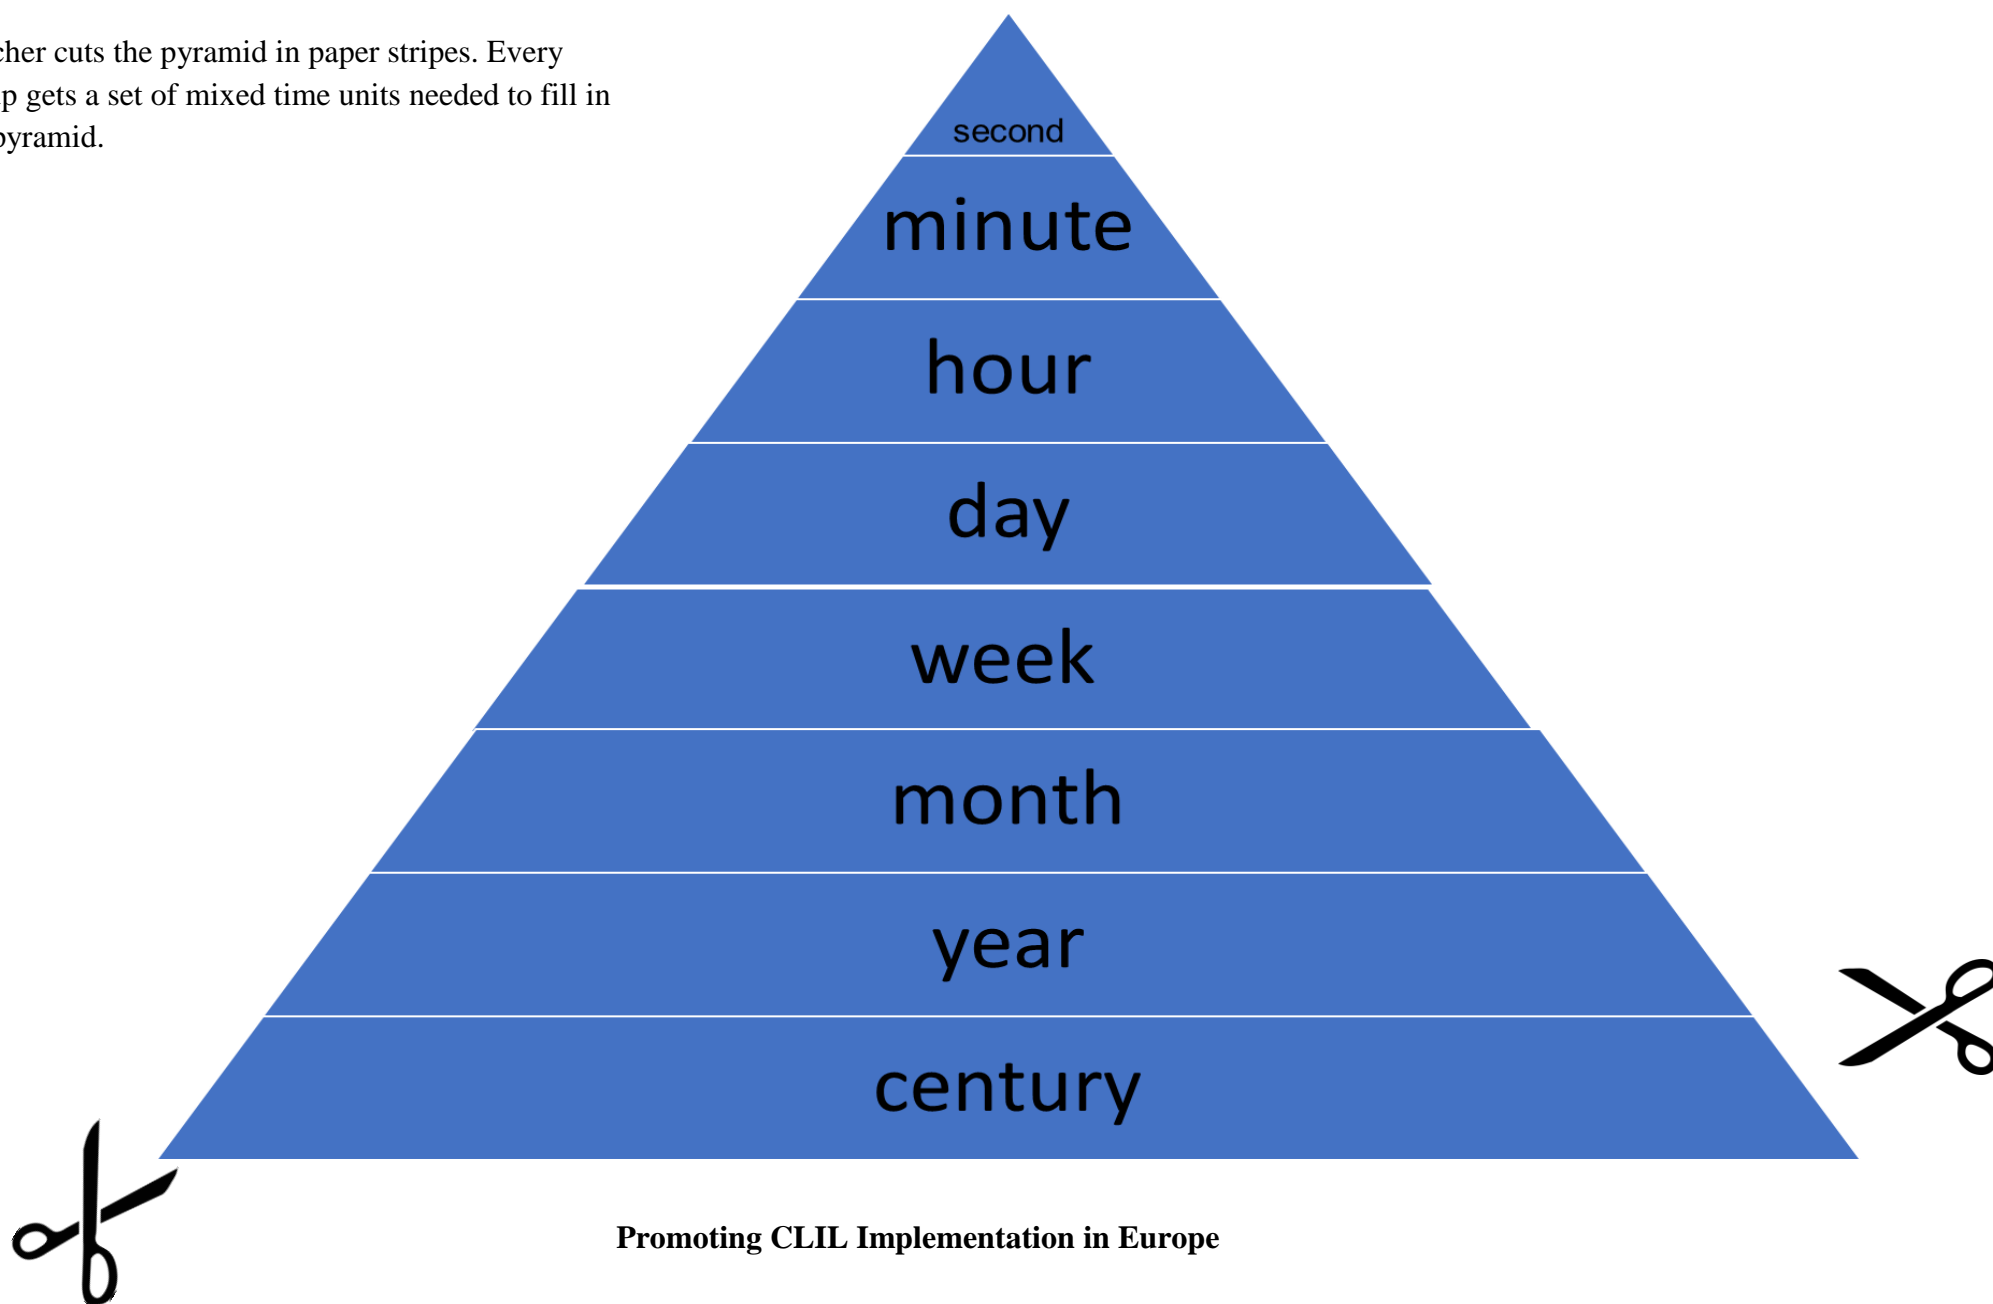 cher cuts the pyramid in paper stripes. Every
p gets a set of mixed time units needed to fill in
pyramid.
second
minute
hour
day
week
month
year
century
Promoting CLIL Implementation in Europe